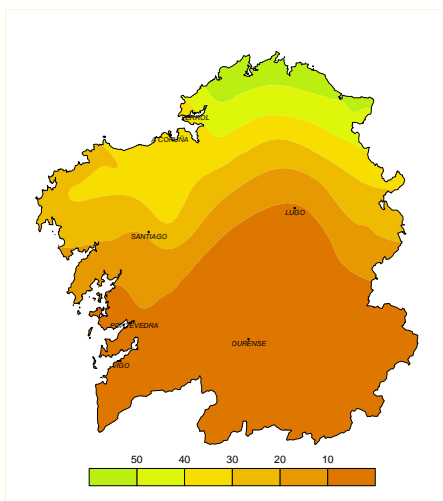 FERROL
A CORUÑA
LUGO
SANTIAGO
PONTEVEDRA
OURENSE
VIGO
50 40 30 20 10